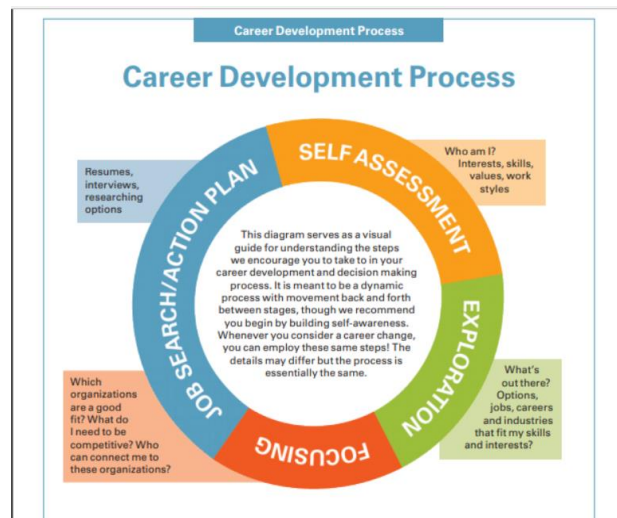 Career Development Process
Career Development Process
SELF ASSESSMENT
Who am I?
Interests, skills,
values, work
styles
EXPLORATION
What's
out there?
Options,
jobs, careers
and industries
that fit my skills
and interests?
FOCUSING
Which
organizations
are a good
fit? What do
I need to be
competitive? Who
can connect me to
these organizations?
JOB SEARCH/ACTION PLAN
Resumes,
interviews,
researching
options
This diagram serves as a visual
guide for understanding the steps
we encourage you to take to in your
career development and decision making
process. It is meant to be a dynamic
process with movement back and forth
between stages, though we recommend
you begin by building self-awareness.
Whenever you consider a career change,
you can employ these same steps! The
details may differ but the process is
essentially the same.